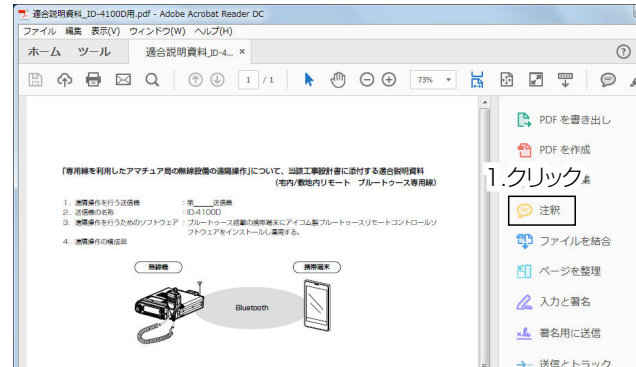 適合説明資料_ID-4100D用.pdf - Adobe Acrobat Reader DC
ファイル 編集 表示(V) ウィンドウ(W) ヘルプ(H)
ホーム ツール 適合説明資料_ID-4... ×
1 / 1 73%
PDF を書き出し
PDF を作成
「専用線を利用したアマチュア局の無線設備の遠隔操作」について、当該工事設計書に添付する適合説明資料
(宅内/敷地内リモート ブルートゥース専用線)
1.クリック 集
1. 遠隔操作を行う送信機 :第____送信機
2. 送信機の名称 :ID-4100D
3. 遠隔操作を行うためのソフトウェア :ブルートゥース搭載の携帯端末にアイコム製ブルートゥースリモートコントロールソ
フトウェアをインストールし運用する。
4. 遠隔操作の構成図
注釈
ファイルを結合
無線機 携帯端末
ページを整理
Bluetooth
入力と署名
署名用に送信
送信とトラック